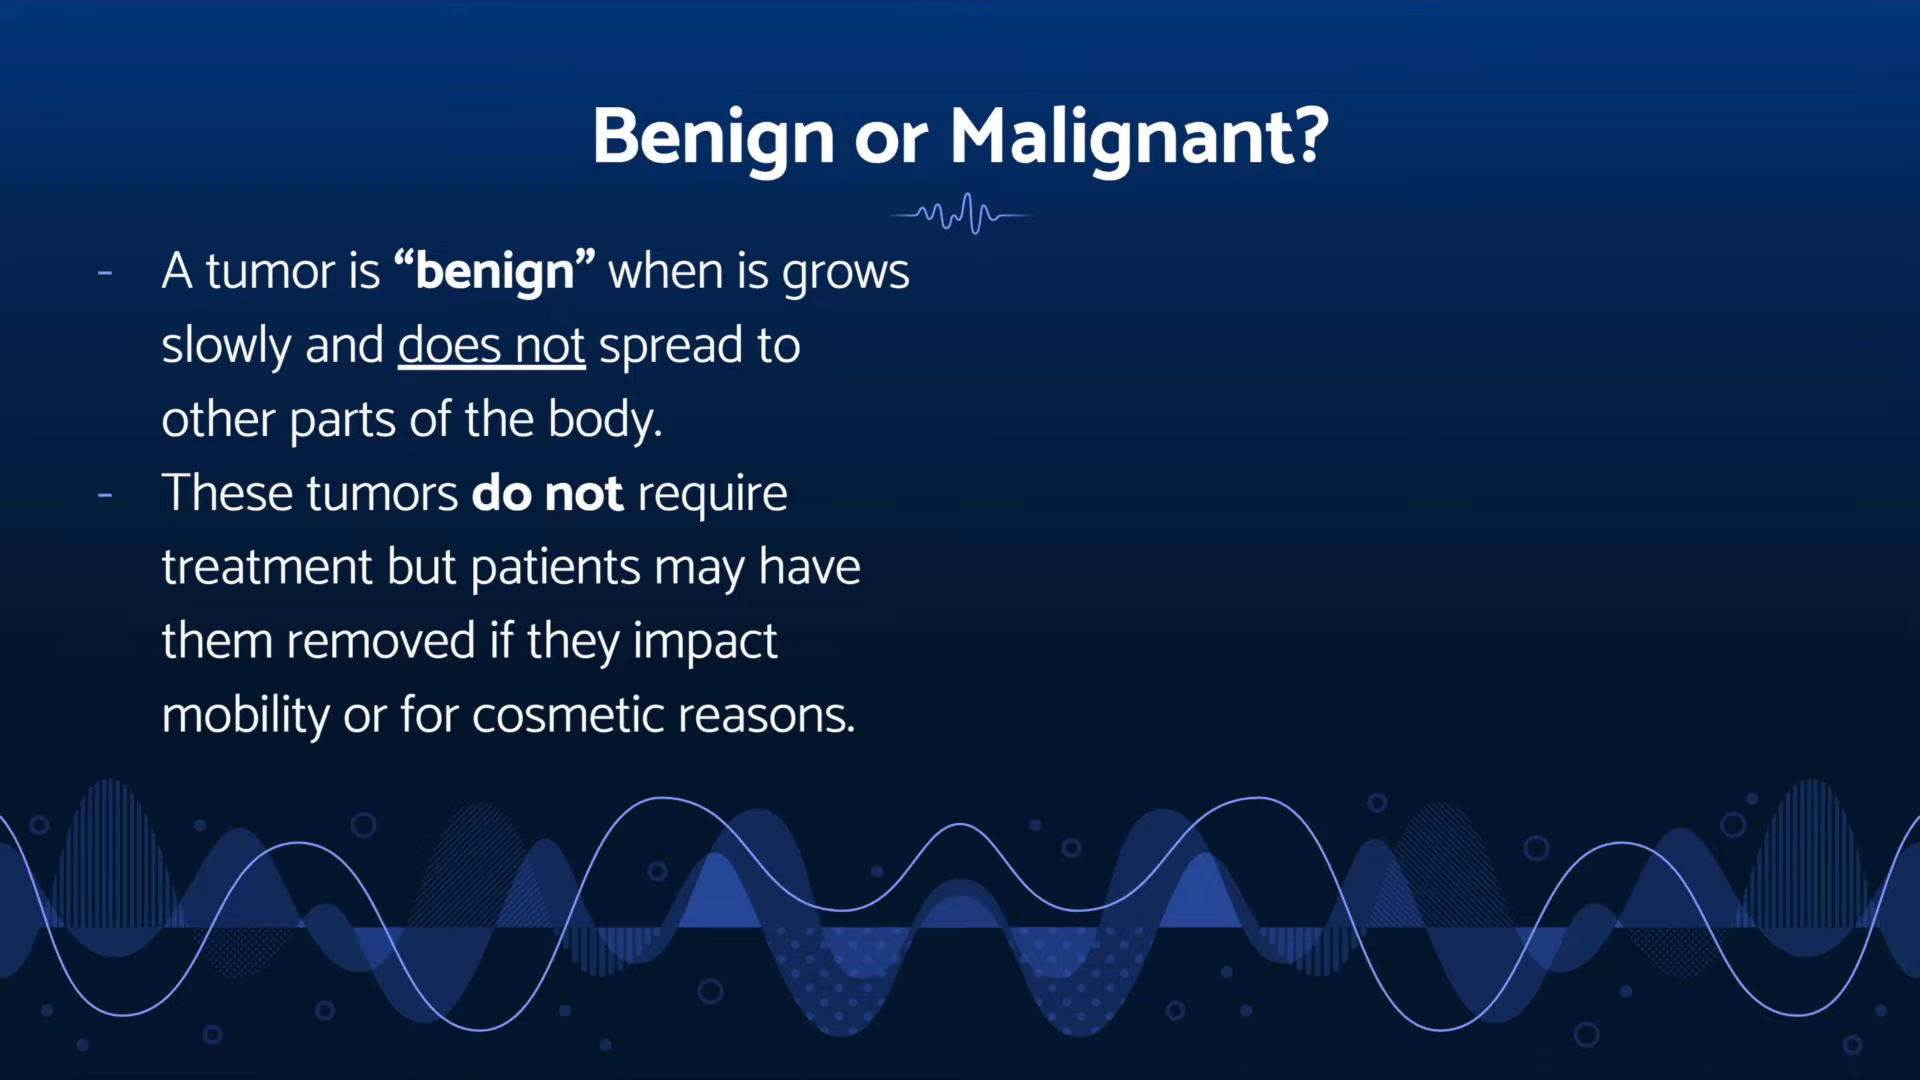 Benign or Malignant?
- A tumor is “benign” when is grows
slowly and does not spread to
other parts of the body.
- These tumors do not require
treatment but patients may have
them removed if they impact
mobility or for cosmetic reasons.